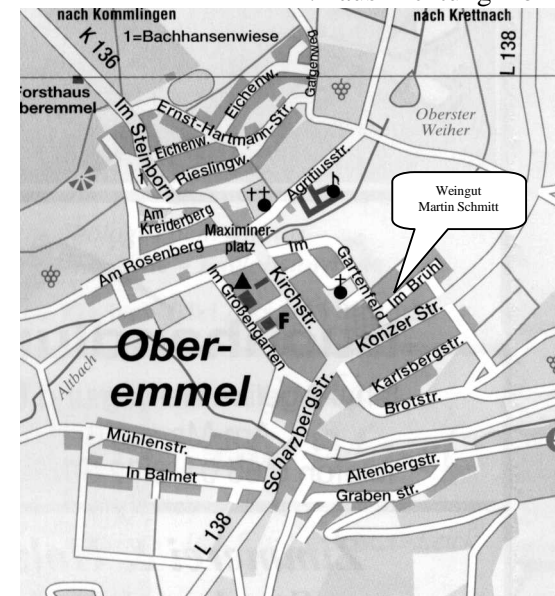 nach Kommlingen
nach Krettnach
K 136
1=Bachhansenwiese
L 138
Galgenweg
Forsthaus
beremmel
Im Steinborn
Eichenw.
Ernst-Hartmann-Str.
Oberster
Weiher
Eichenw.
Rieslingw.
Agritiusstr.
Weingut
Martin Schmitt
Am
Kreiderberg
Maximiner-
platz
Im
Gartenfeld
Am Rosenberg
Im Großengarten
Kirchstr.
Im Brühl
F
Konzer Str.
Ober-
emmel
Altbach
Karlsbergstr.
Brotstr.
Scharzbergstr.
Mühlenstr.
In Balmet
Altenbergstr.
Graben str.
L 138